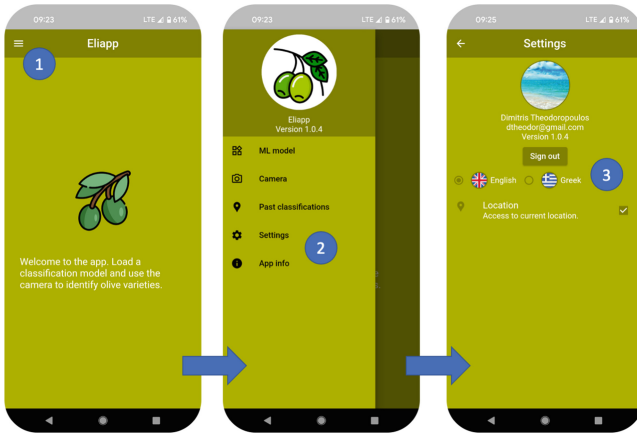 09:23
LTE 61%
Eliapp
1
Welcome to the app. Load a
classification model and use the
camera to identify olive varieties.
09:23
LTE 61%
Eliapp
Version 1.0.4
ML model
Camera
Past classifications
Settings
2
App info
09:25
LTE 61%
Settings
Dimitris Theodoropoulos
dtheodor@gmail.com
Version 1.0.4
Sign out
English
Greek
3
Location
Access to current location.